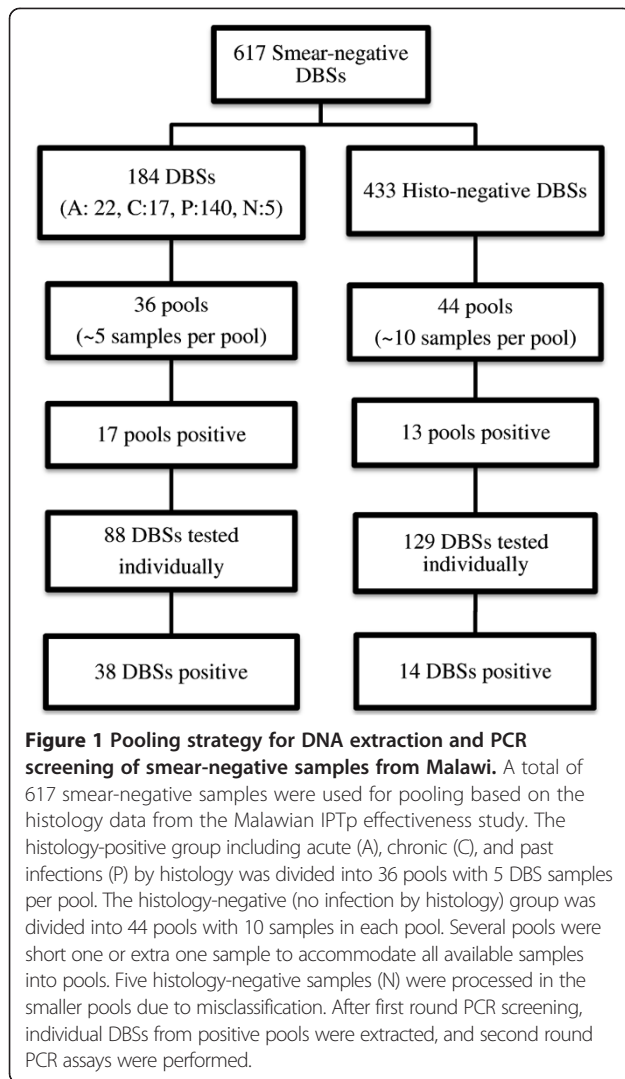 617 Smear-negative
DBSs
184 DBSs
(A: 22, C:17, P:140, N:5)
433 Histo-negative DBSs
36 pools
(~5 samples per pool)
44 pools
(~10 samples per pool)
17 pools positive
13 pools positive
88 DBSs tested
individually
129 DBSs tested
individually
38 DBSs positive
14 DBSs positive
Figure 1 Pooling strategy for DNA extraction and PCR
screening of smear-negative samples from Malawi. A total of
617 smear-negative samples were used for pooling based on the
histology data from the Malawian IPTp effectiveness study. The
histology-positive group including acute (A), chronic (C), and past
infections (P) by histology was divided into 36 pools with 5 DBS samples
per pool. The histology-negative (no infection by histology) group was
divided into 44 pools with 10 samples in each pool. Several pools were
short one or extra one sample to accommodate all available samples
into pools. Five histology-negative samples (N) were processed in the
smaller pools due to misclassification. After first round PCR screening,
individual DBSs from positive pools were extracted, and second round
PCR assays were performed.